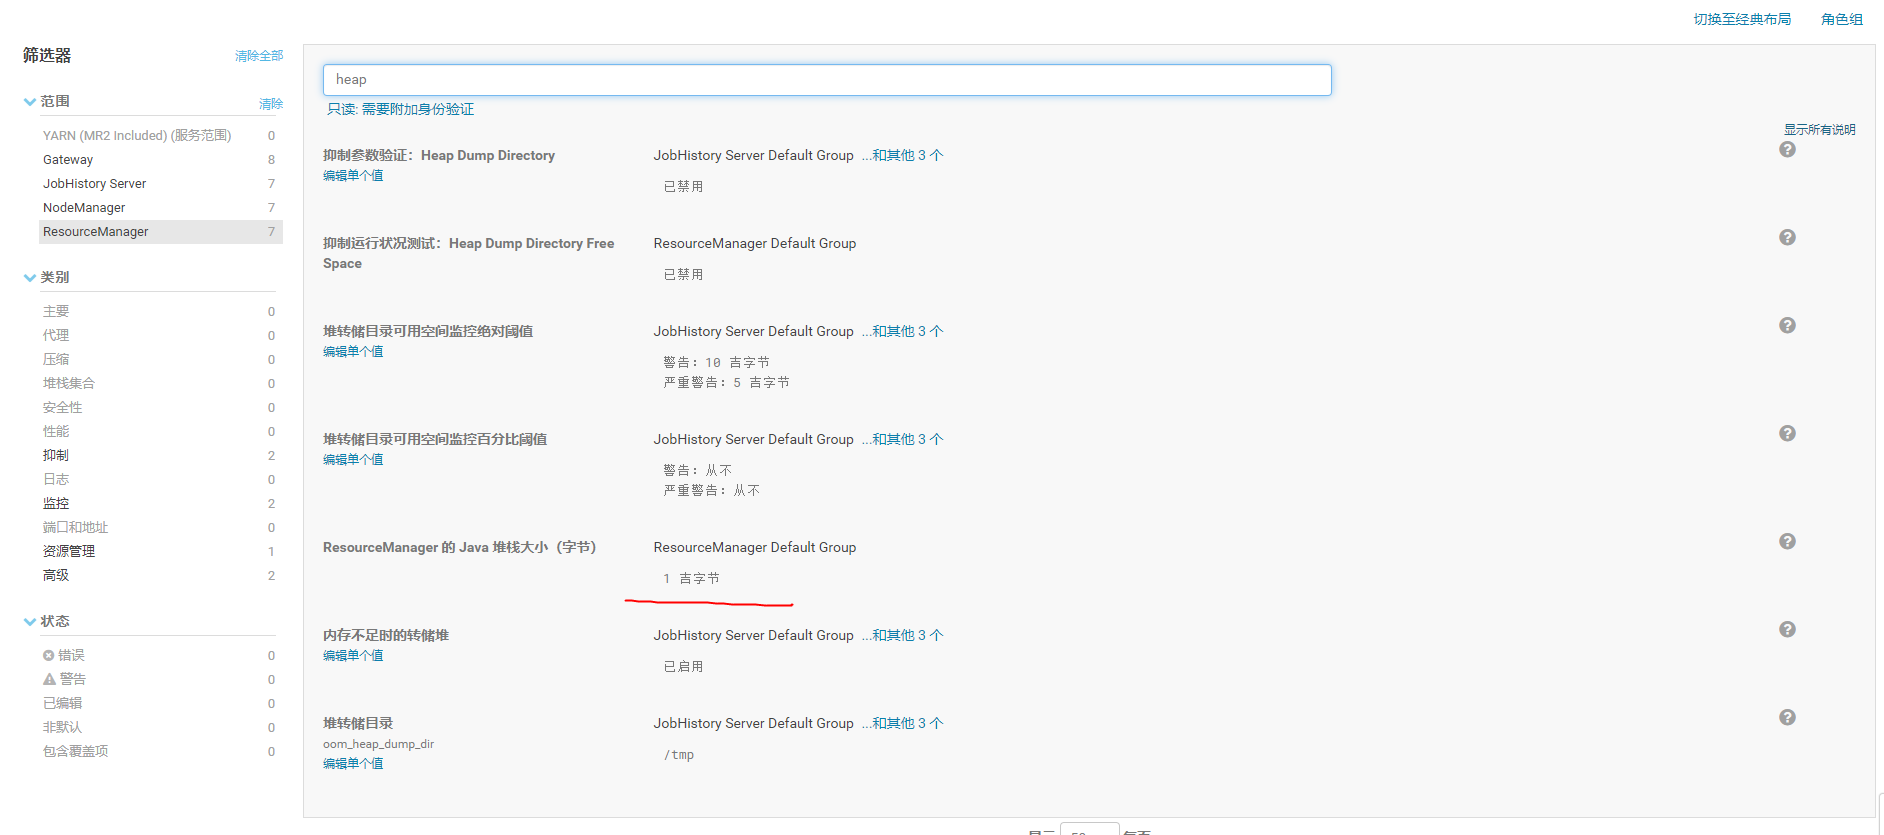 切换至经典布局 角色组
筛选器 清除全部
范围 清除
YARN (MR2 Included) (服务范围) 0
Gateway 8
JobHistory Server 7
NodeManager 7
ResourceManager 7
类别
主要 0
代理 0
压缩 0
堆栈集合 0
安全性 0
性能 0
抑制 2
日志 0
监控 2
端口和地址 0
资源管理 1
高级 2
状态
错误 0
警告 0
已编辑 0
非默认 0
包含覆盖项 0
heap
只读: 需要附加身份验证
显示所有说明
抑制参数验证：Heap Dump Directory JobHistory Server Default Group ...和其他 3 个
编辑单个值
已禁用
抑制运行状况测试：Heap Dump Directory Free ResourceManager Default Group
Space
已禁用
堆转储目录可用空间监控绝对阈值 JobHistory Server Default Group ...和其他 3 个
编辑单个值
警告：10 吉字节
严重警告：5 吉字节
堆转储目录可用空间监控百分比阈值 JobHistory Server Default Group ...和其他 3 个
编辑单个值
警告：从不
严重警告：从不
ResourceManager 的 Java 堆栈大小（字节） ResourceManager Default Group
1 吉字节
内存不足时的转储堆 JobHistory Server Default Group ...和其他 3 个
编辑单个值
已启用
堆转储目录 JobHistory Server Default Group ...和其他 3 个
oom_heap_dump_dir
编辑单个值
/tmp